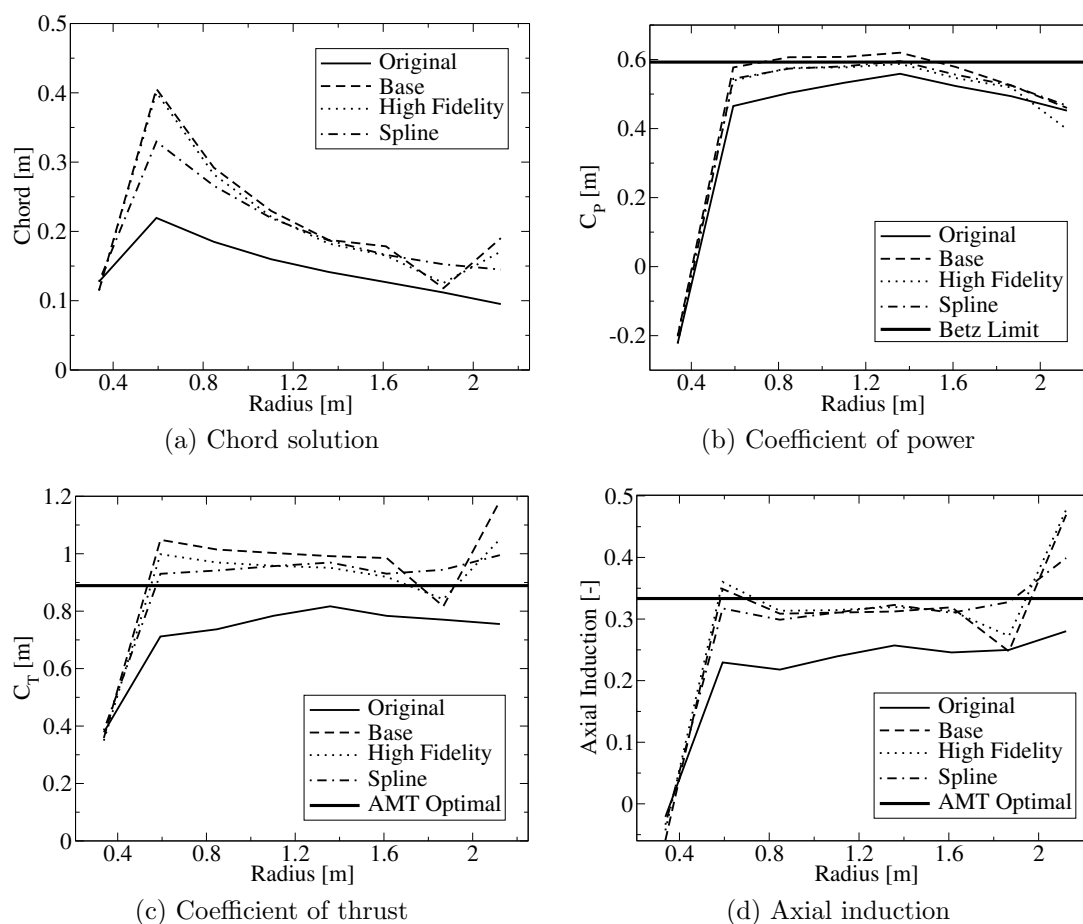 0.5
0.4
0.3
0.2
0.1
0
Chord [m]
Original
Base
High Fidelity
Spline
0.4 0.8 1.2 1.6 2
Radius [m]
(a) Chord solution
0.6
0.4
0.2
0
-0.2
C_P [m]
Original
Base
High Fidelity
Spline
Betz Limit
0.4 0.8 1.2 1.6 2
Radius [m]
(b) Coefficient of power
1.2
1
0.8
0.6
0.4
0.2
0
C_T [m]
Original
Base
High Fidelity
Spline
AMT Optimal
0.4 0.8 1.2 1.6 2
Radius [m]
(c) Coefficient of thrust
0.5
0.4
0.3
0.2
0.1
0
Axial Induction [-]
Original
Base
High Fidelity
Spline
AMT Optimal
0.4 0.8 1.2 1.6 2
Radius [m]
(d) Axial induction